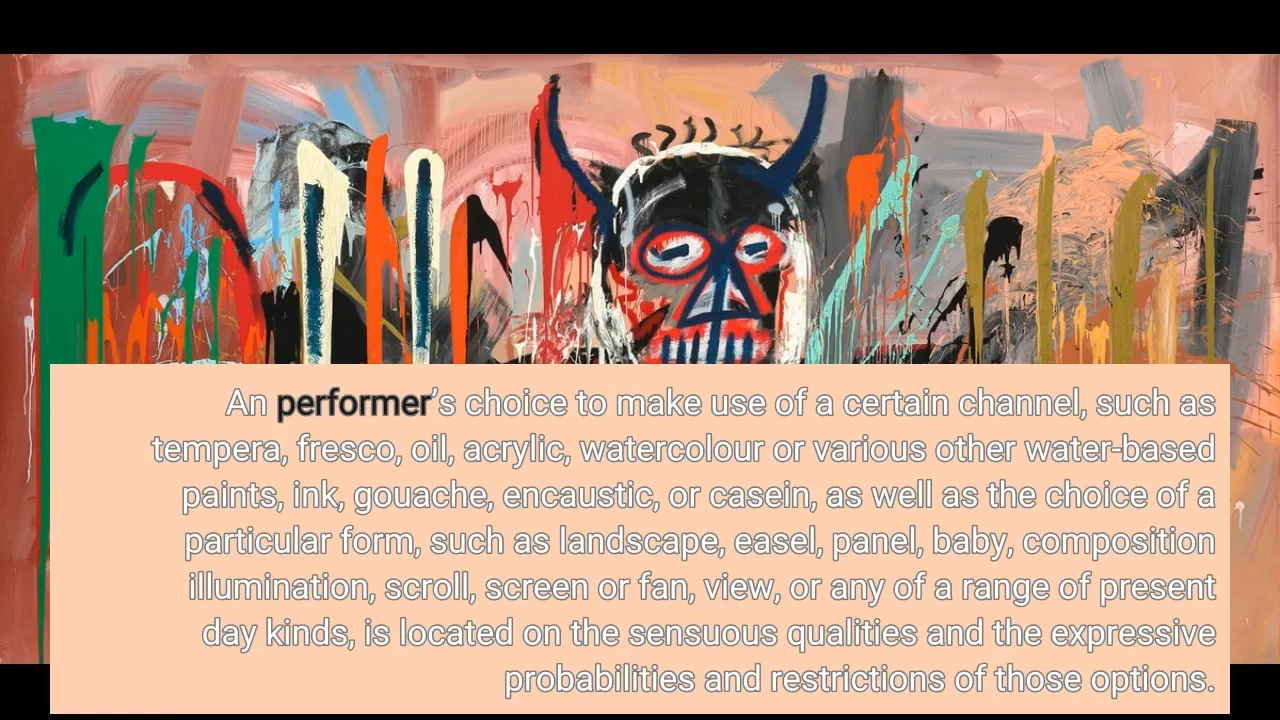 An performer’s choice to make use of a certain channel, such as
tempera, fresco, oil, acrylic, watercolour or various other water-based
paints, ink, gouache, encaustic, or casein, as well as the choice of a
particular form, such as landscape, easel, panel, baby, composition
illumination, scroll, screen or fan, view, or any of a range of present
day kinds, is located on the sensuous qualities and the expressive
probabilities and restrictions of those options.